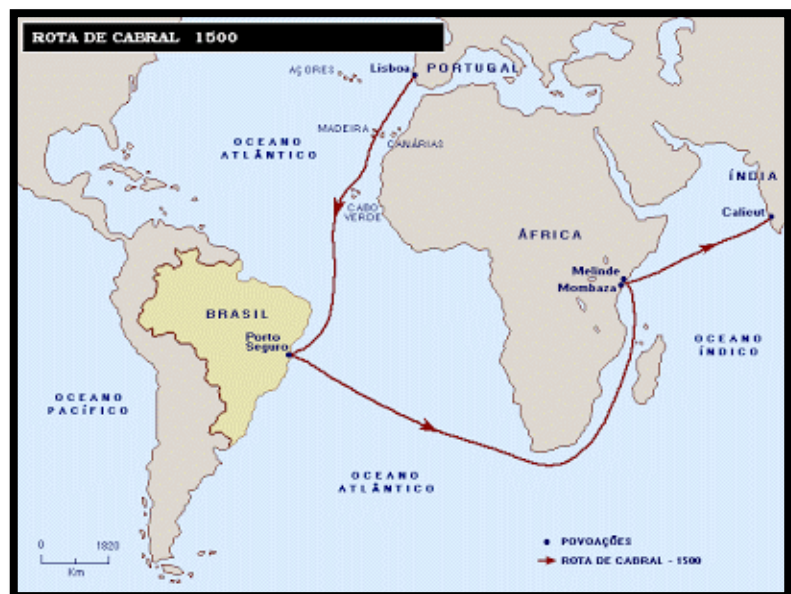 ROTA DE CABRAL 1500
AÇORES
Lisboa
PORTUGAL
MADEIRA
CANÁRIAS
OCEANO
ATLÂNTICO
ÍNDIA
CABO
VERDE
Calicut
ÁFRICA
Melinde
Mombaza
BRASIL
Porto
Seguro
OCEANO
ÍNDICO
OCEANO
PACÍFICO
OCEANO
ATLÂNTICO
0 1820
Km
POVOAÇÕES
ROTA DE CABRAL - 1500